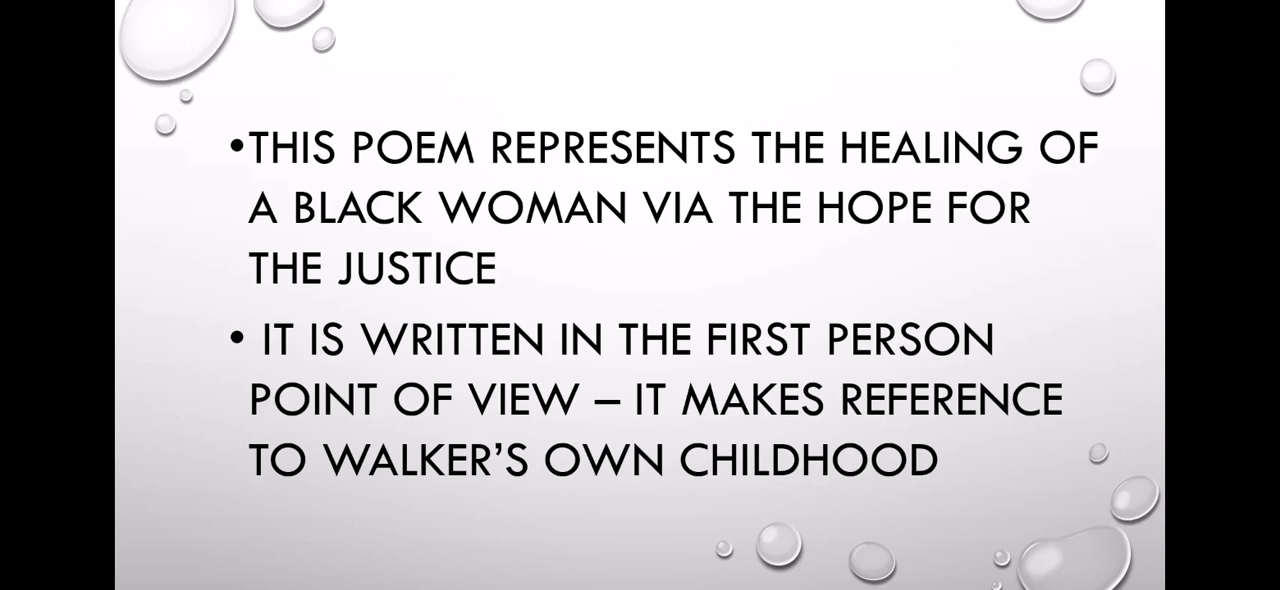 •THIS POEM REPRESENTS THE HEALING OF
A BLACK WOMAN VIA THE HOPE FOR
THE JUSTICE
• IT IS WRITTEN IN THE FIRST PERSON
POINT OF VIEW – IT MAKES REFERENCE
TO WALKER’S OWN CHILDHOOD